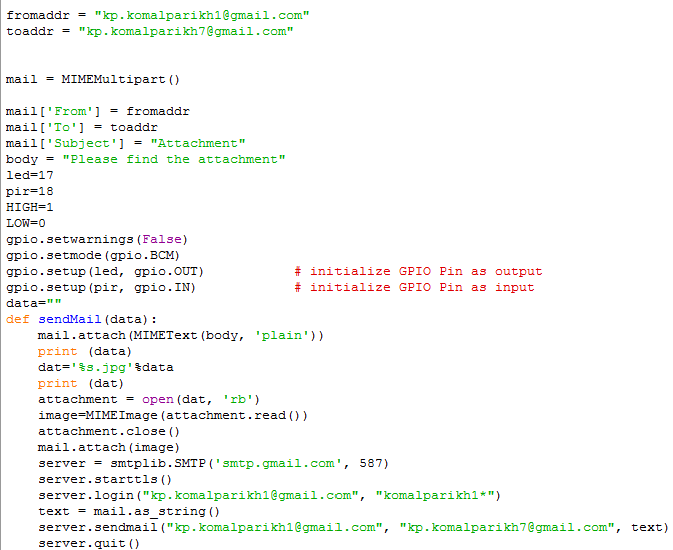 fromaddr = "kp.komalparikh1@gmail.com"
toaddr = "kp.komalparikh7@gmail.com"
mail = MIMEMultipart()
mail['From'] = fromaddr
mail['To'] = toaddr
mail['Subject'] = "Attachment"
body = "Please find the attachment"
led=17
pir=18
HIGH=1
LOW=0
gpio.setwarnings(False)
gpio.setmode(gpio.BCM)
gpio.setup(led, gpio.OUT)            # initialize GPIO Pin as output
gpio.setup(pir, gpio.IN)             # initialize GPIO Pin as input
data=""
def sendMail(data):
    mail.attach(MIMEText(body, 'plain'))
    print (data)
    dat='%s.jpg'%data
    print (dat)
    attachment = open(dat, 'rb')
    image=MIMEImage(attachment.read())
    attachment.close()
    mail.attach(image)
    server = smtplib.SMTP('smtp.gmail.com', 587)
    server.starttls()
    server.login("kp.komalparikh1@gmail.com", "komalparikh1*")
    text = mail.as_string()
    server.sendmail("kp.komalparikh1@gmail.com", "kp.komalparikh7@gmail.com", text)
    server.quit()